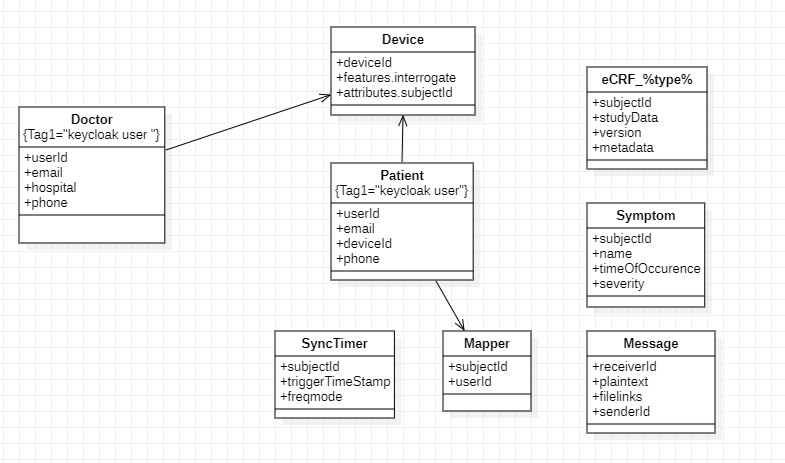 Device
+deviceId
+features.interrogate
+attributes.subjectId
eCRF_%type%
+subjectId
+studyData
+version
+metadata
Doctor
{Tag1="keycloak user "}
+userId
+email
+hospital
+phone
Patient
{Tag1="keycloak user"}
+userId
+email
+deviceId
+phone
Symptom
+subjectId
+name
+timeOfOccurence
+severity
SyncTimer
+subjectId
+triggerTimeStamp
+freqmode
Mapper
+subjectId
+userId
Message
+receiverId
+plaintext
+filelinks
+senderId